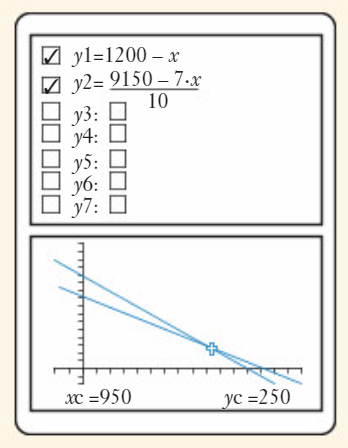 y1=1200 – x
y2= 9150 – 7·x
10
y3:
y4:
y5:
y6:
y7:
xc =950 yc =250